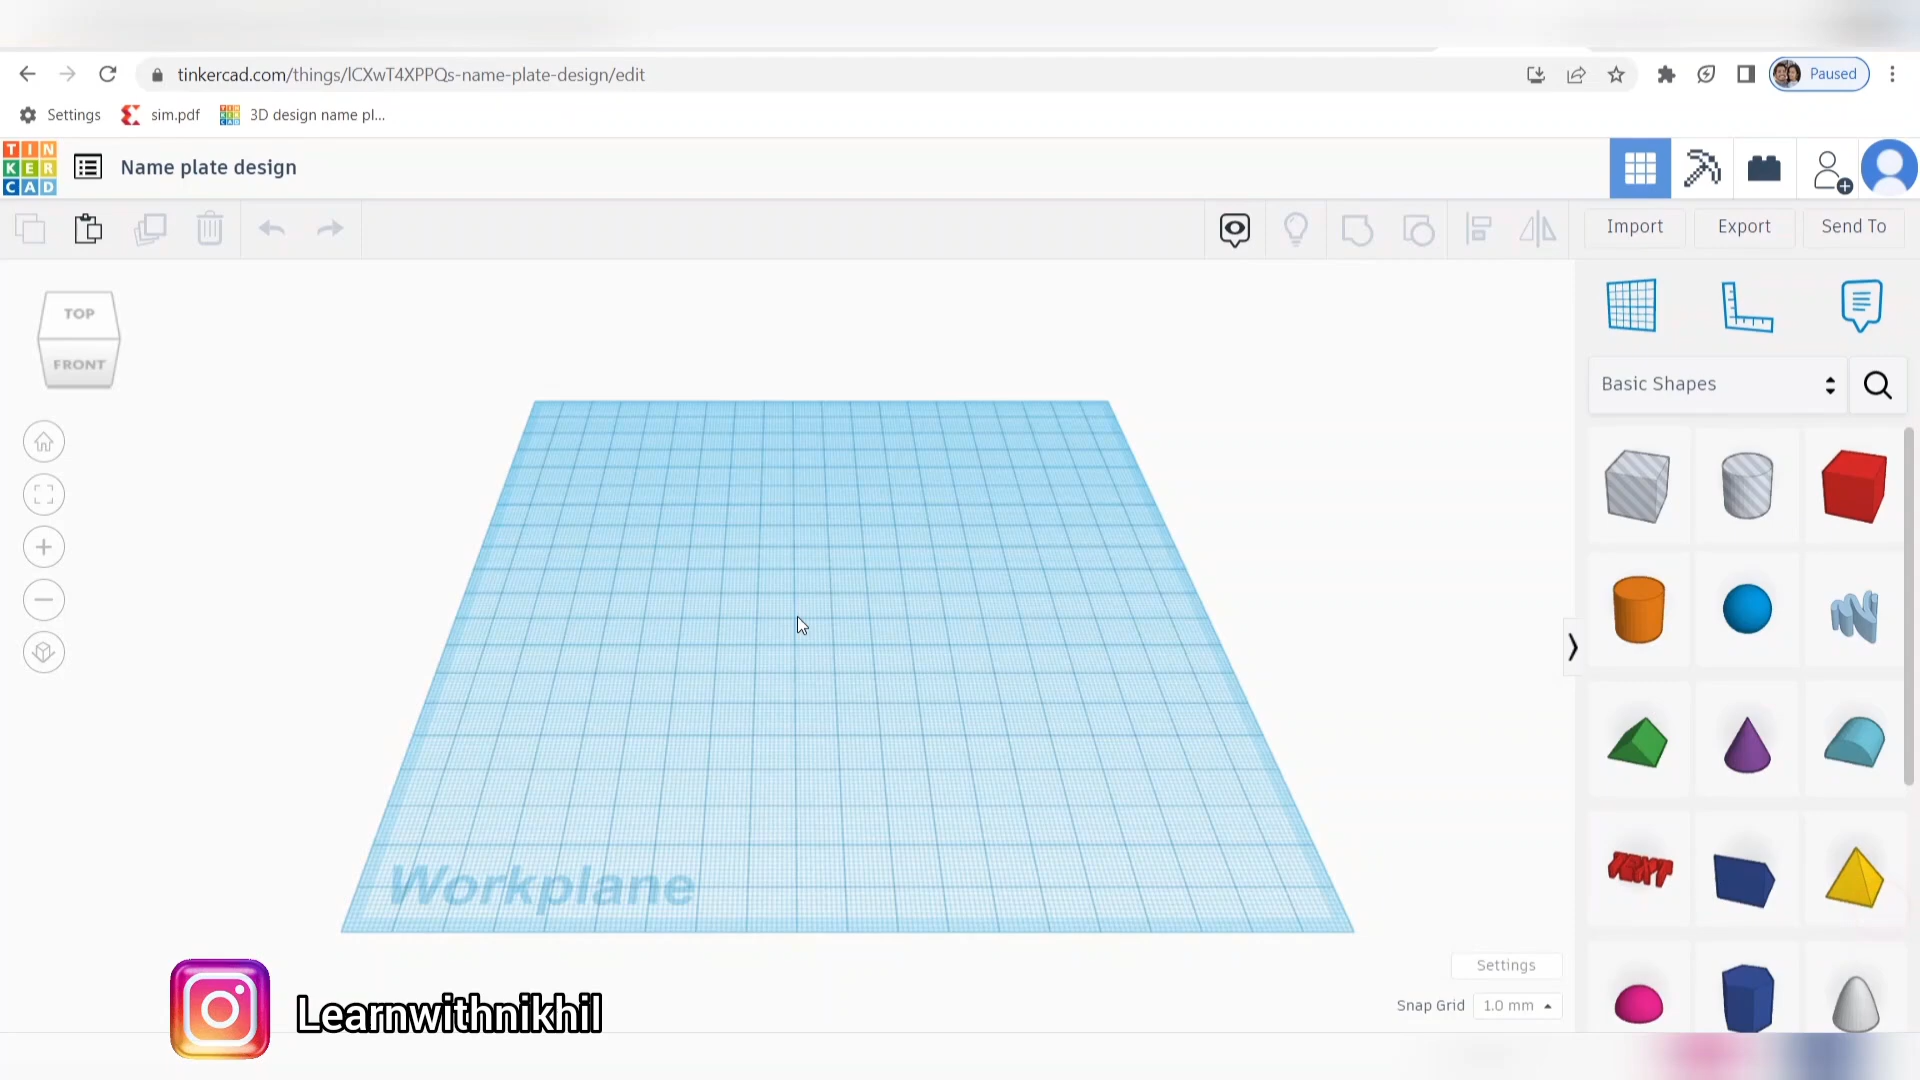 tinkercad.com/things/lCXwT4XPPQs-name-plate-design/edit
Paused
Settings
sim.pdf
3D design name pl...
TIN
KER
CAD
Name plate design
Import
Export
Send To
TOP
FRONT
Basic Shapes
TEXT
Workplane
Settings
Snap Grid
1.0 mm
Learnwithnikhil